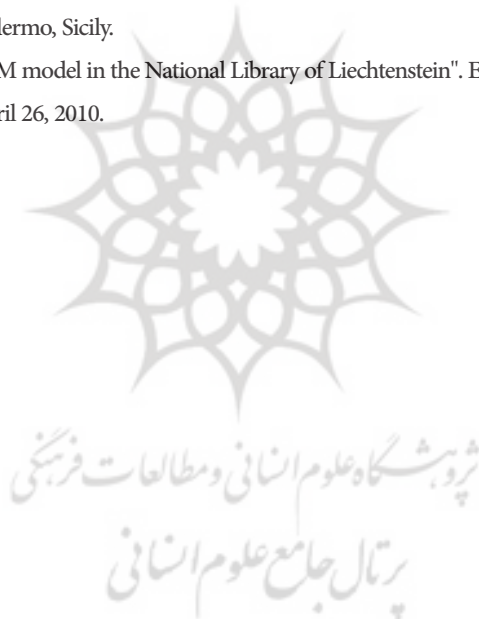 lermo, Sicily.
M model in the National Library of Liechtenstein". E
ril 26, 2010.
پژوهشگاه علوم انسانی و مطالعات فرهنگی
پرتال جامع علوم انسانی